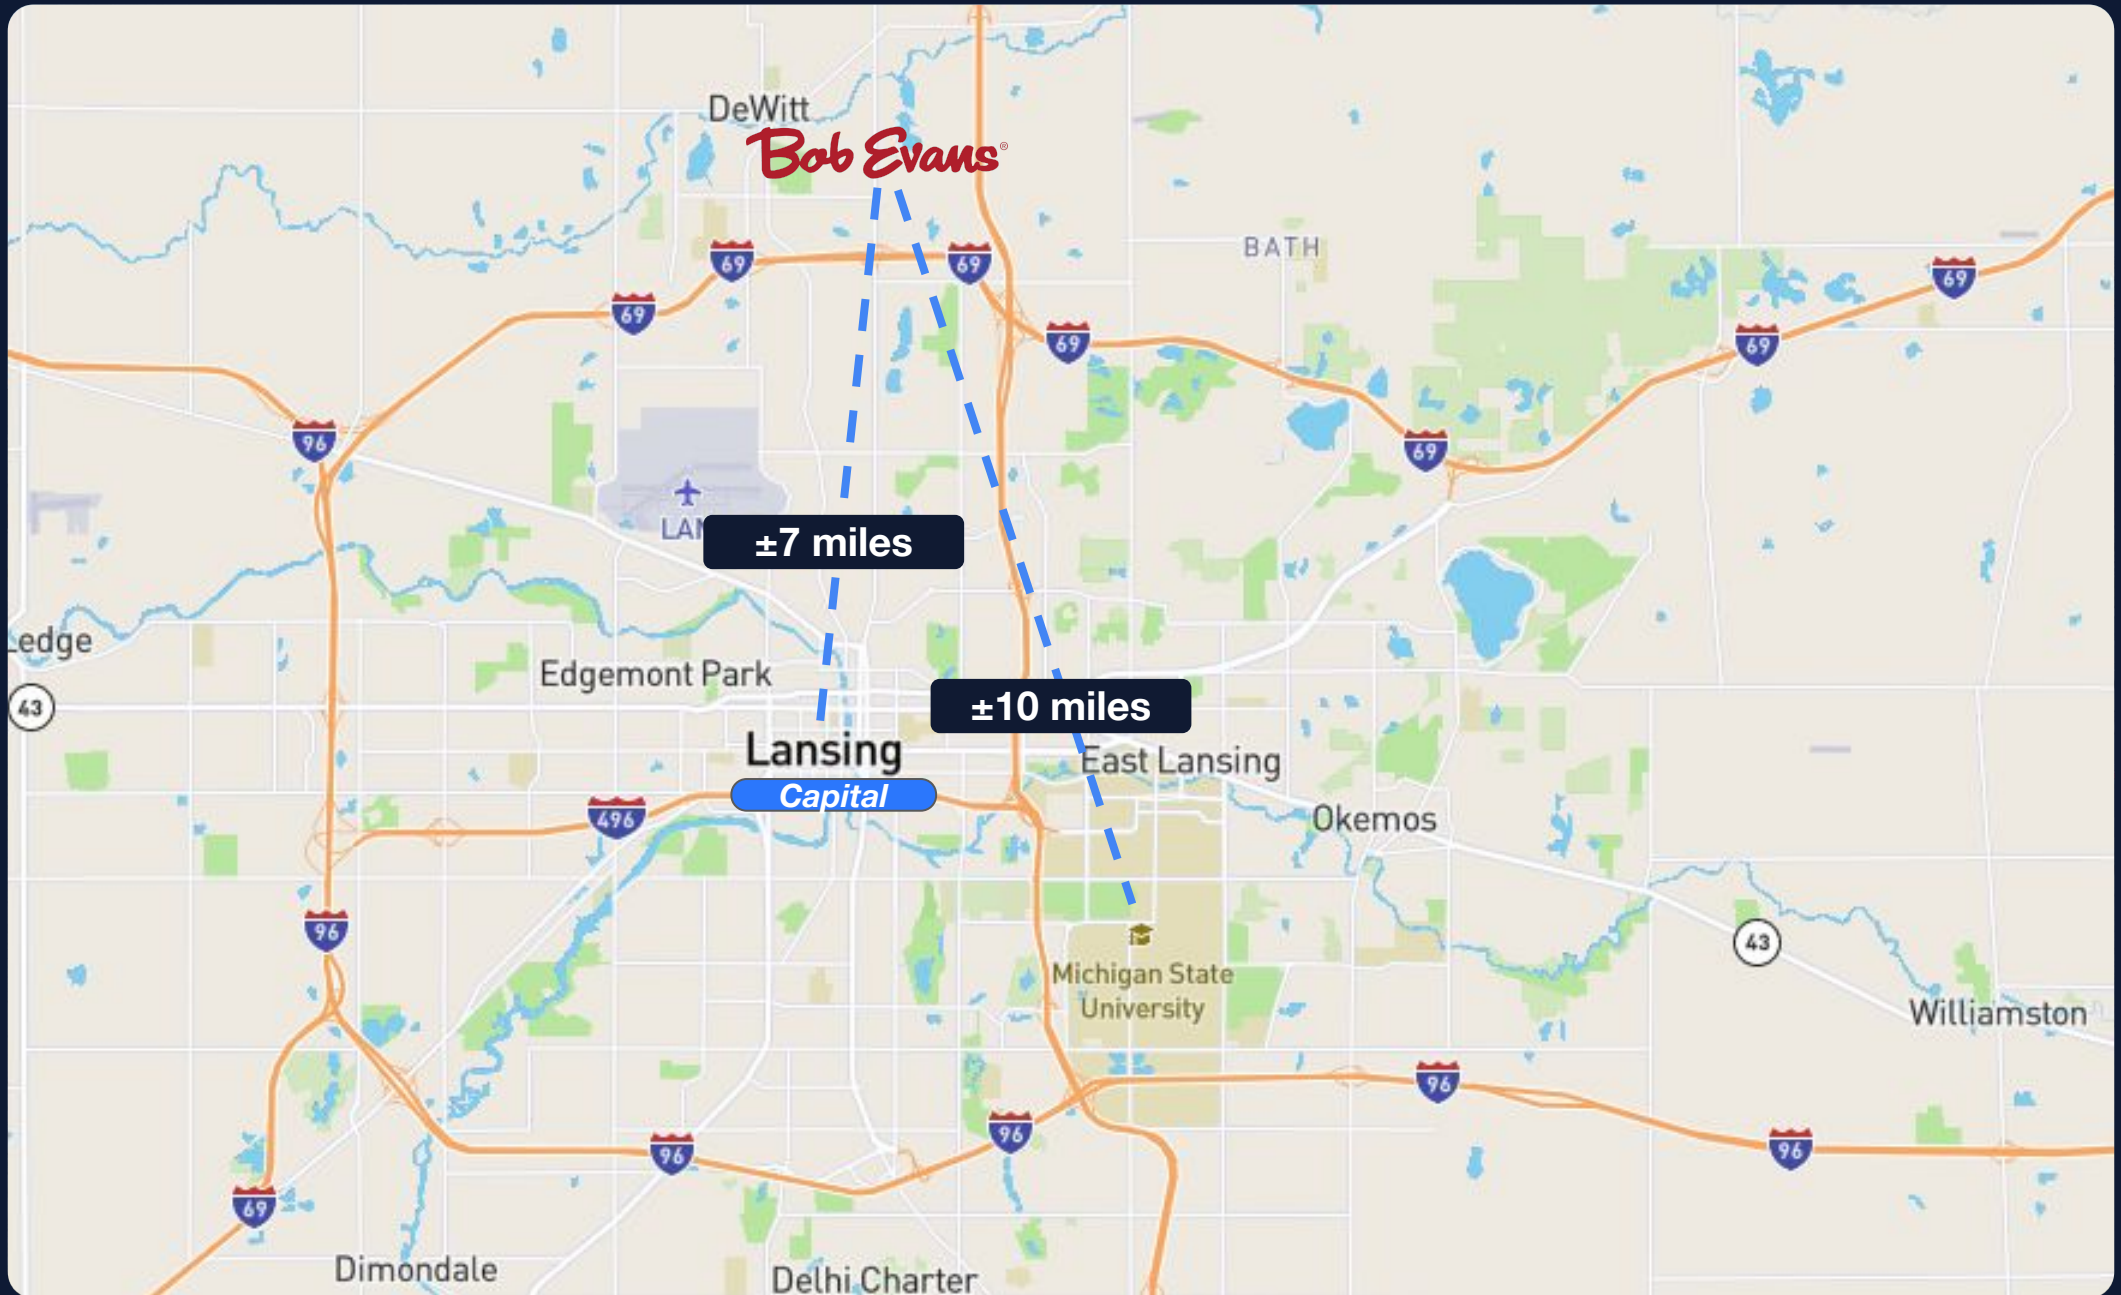 DeWitt
Bob Evans®
BATH
69
69
69
69
69
69
69
96
LAN
±7 miles
Ledge
Edgemont Park
43
±10 miles
Lansing
East Lansing
Capital
496
Okemos
96
43
Michigan State
University
Williamston
96
96
96
96
69
Dimondale
Delhi Charter